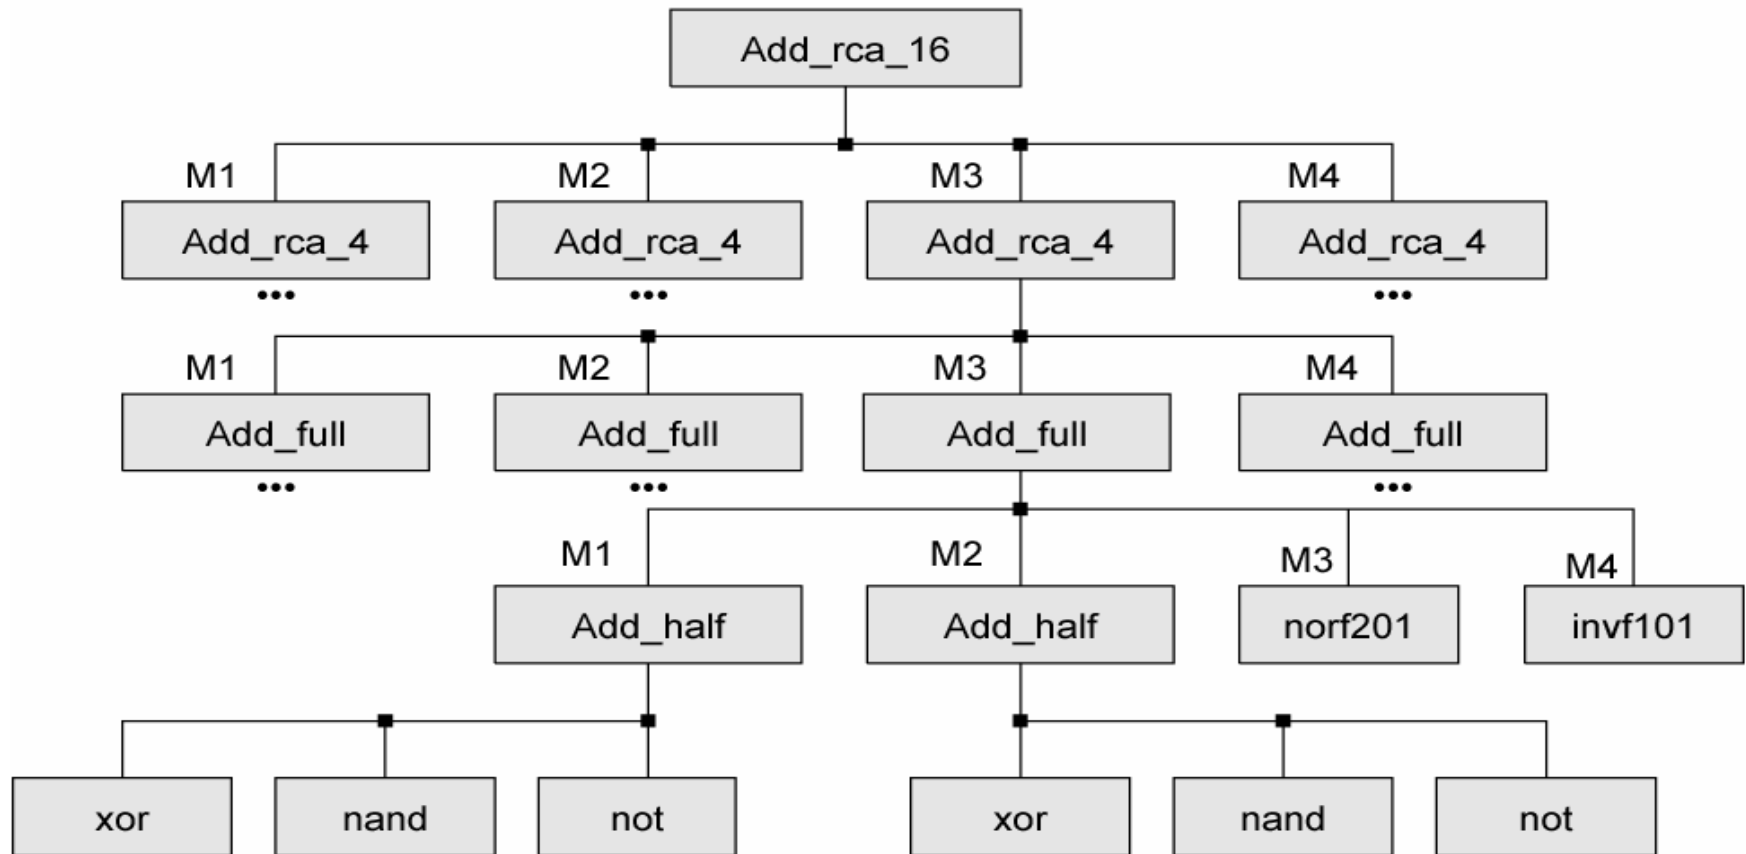 Add_rca_16
M1
M2
M3
M4
Add_rca_4
Add_rca_4
Add_rca_4
Add_rca_4
•••
•••
•••
M1
M2
M3
M4
Add_full
Add_full
Add_full
Add_full
•••
•••
•••
M1
M2
M3
M4
Add_half
Add_half
norf201
invf101
xor
nand
not
xor
nand
not